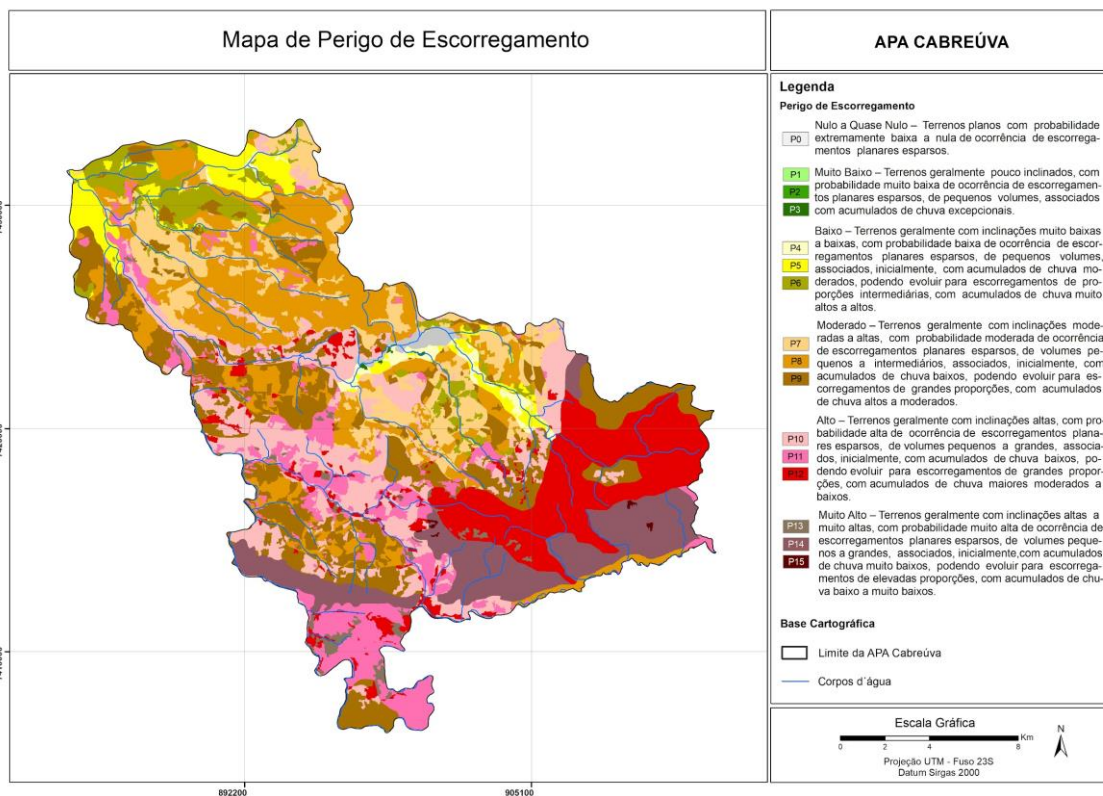 Mapa de Perigo de Escorregamento
APA CABREÚVA
Legenda
Perigo de Escorregamento
P0
Nulo a Quase Nulo – Terrenos planos com probabilidade
extremamente baixa a nula de ocorrência de escorrega-
mentos planares esparsos.
P1
P2
P3
Muito Baixo – Terrenos geralmente pouco inclinados, com
probabilidade muito baixa de ocorrência de escorregamen-
tos planares esparsos, de pequenos volumes, associados
com acumulados de chuva excepcionais.
P4
P5
P6
Baixo – Terrenos geralmente com inclinações muito baixas
a baixas, com probabilidade baixa de ocorrência de escor-
regamentos planares esparsos, de pequenos volumes,
associados, inicialmente, com acumulados de chuva mo-
derados, podendo evoluir para escorregamentos de pro-
porções intermediárias, com acumulados de chuva muito
altos a altos.
P7
P8
P9
Moderado – Terrenos geralmente com inclinações mode-
radas a altas, com probabilidade moderada de ocorrência
de escorregamentos planares esparsos, de volumes pe-
quenos a intermediários, associados, inicialmente, com
acumulados de chuva baixos, podendo evoluir para es-
corregamentos de grandes proporções, com acumulados
de chuva altos a moderados.
P10
P11
P12
Alto – Terrenos geralmente com inclinações altas, com pro-
babilidade alta de ocorrência de escorregamentos plana-
res esparsos, de volumes pequenos a grandes, associa-
dos, inicialmente, com acumulados de chuva baixos, po-
dendo evoluir para escorregamentos de grandes propor-
ções, com acumulados de chuva maiores moderados a
baixos.
P13
P14
P15
Muito Alto – Terrenos geralmente com inclinações altas a
muito altas, com probabilidade muito alta de ocorrência de
escorregamentos planares esparsos, de volumes peque-
nos a grandes, associados, inicialmente,com acumulados
de chuva muito baixos, podendo evoluir para escorrega-
mentos de elevadas proporções, com acumulados de chu-
va baixo a muito baixos.
Base Cartográfica
Limite da APA Cabreúva
Corpos d´água
Escala Gráfica
Km
0 2 4 8
N
Projeção UTM - Fuso 23S
Datum Sirgas 2000
892200
905100